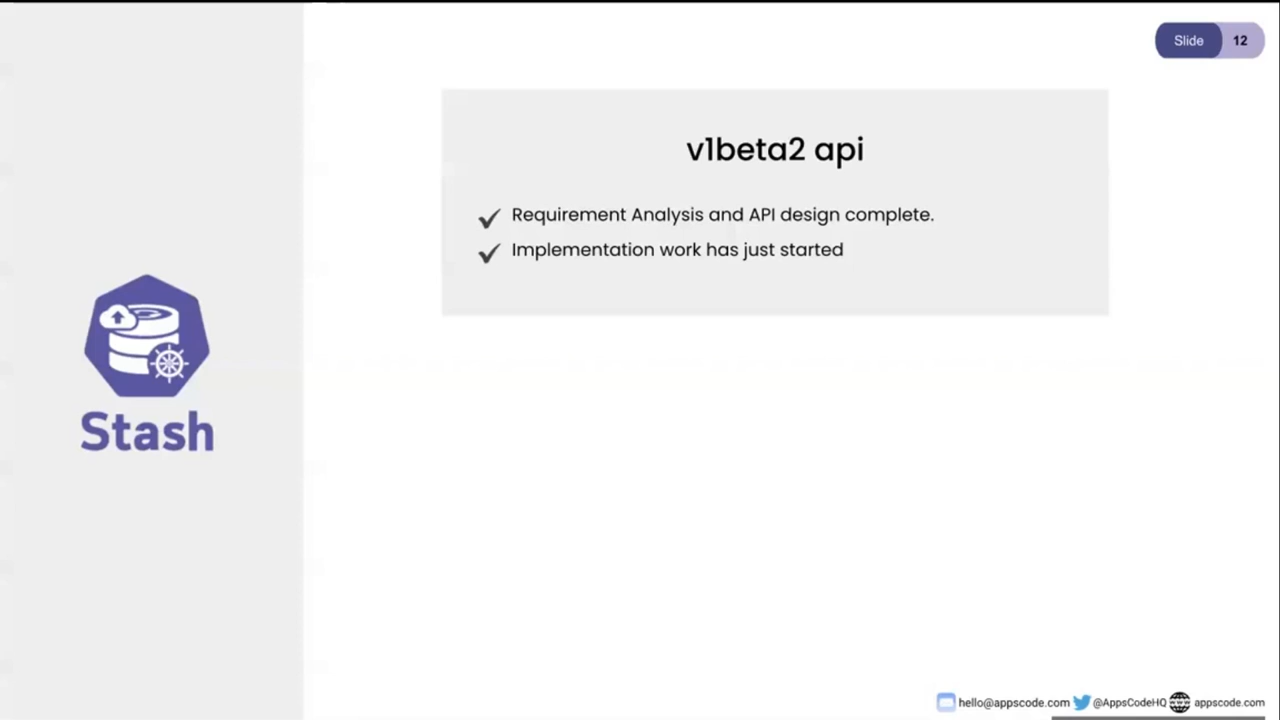 Slide 12
v1beta2 api
Requirement Analysis and API design complete.
Implementation work has just started
Stash
hello@appscode.com @AppsCodeHQ appscode.com